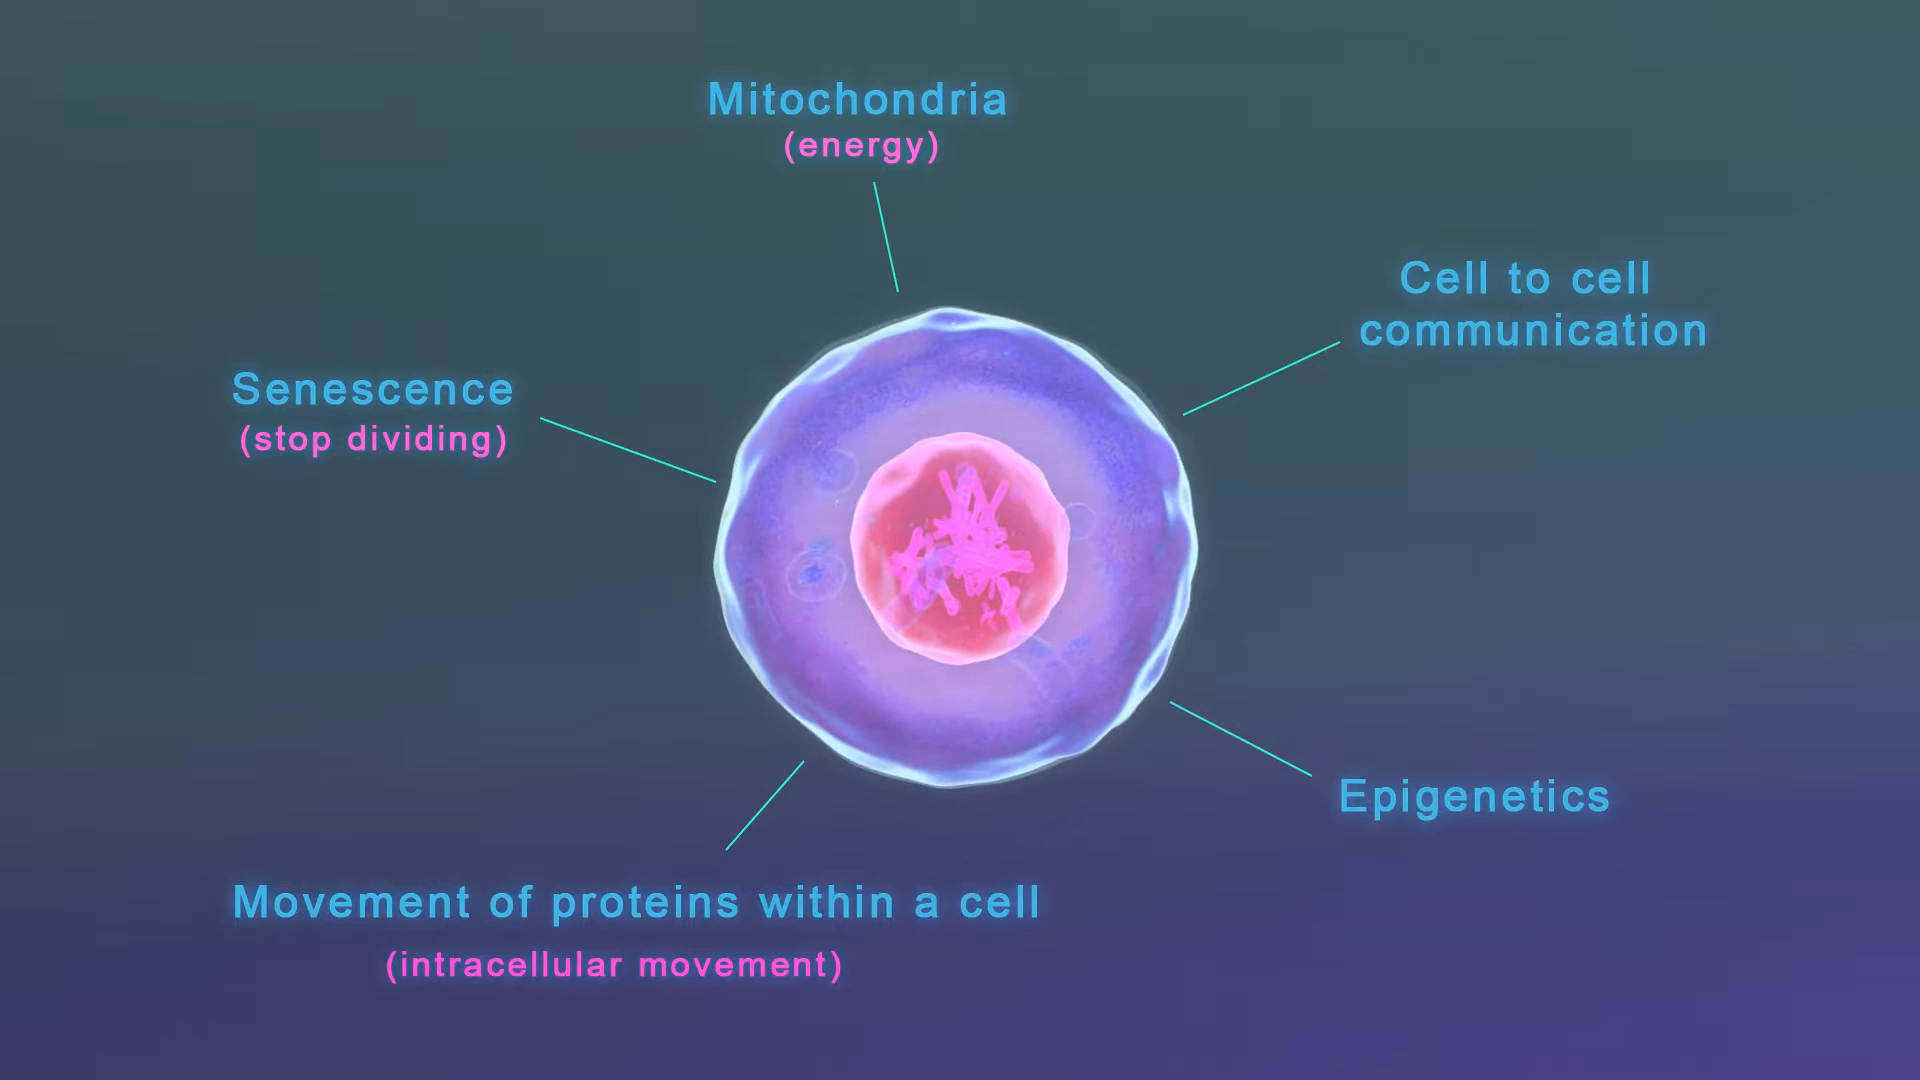 Mitochondria
(energy)
Cell to cell
communication
Senescence
(stop dividing)
Epigenetics
Movement of proteins within a cell
(intracellular movement)